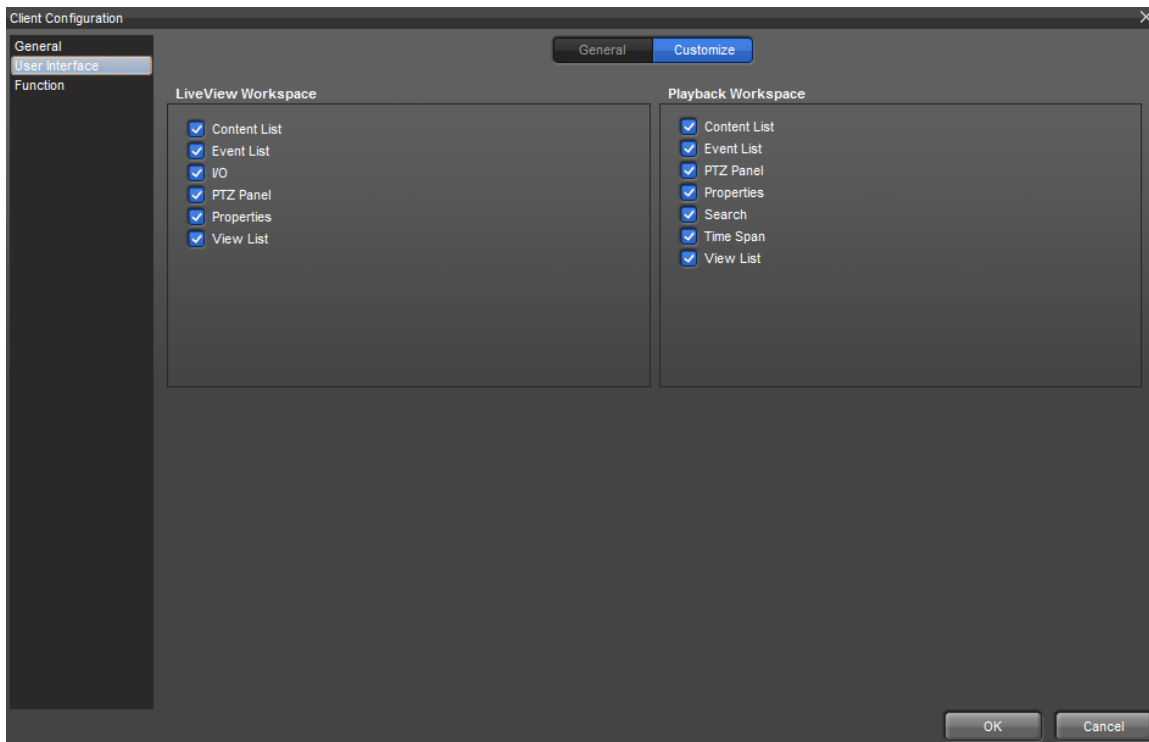 Client Configuration
General
User Interface
Function
General
Customize
LiveView Workspace
Content List
Event List
I/O
PTZ Panel
Properties
View List
Playback Workspace
Content List
Event List
PTZ Panel
Properties
Search
Time Span
View List
OK
Cancel